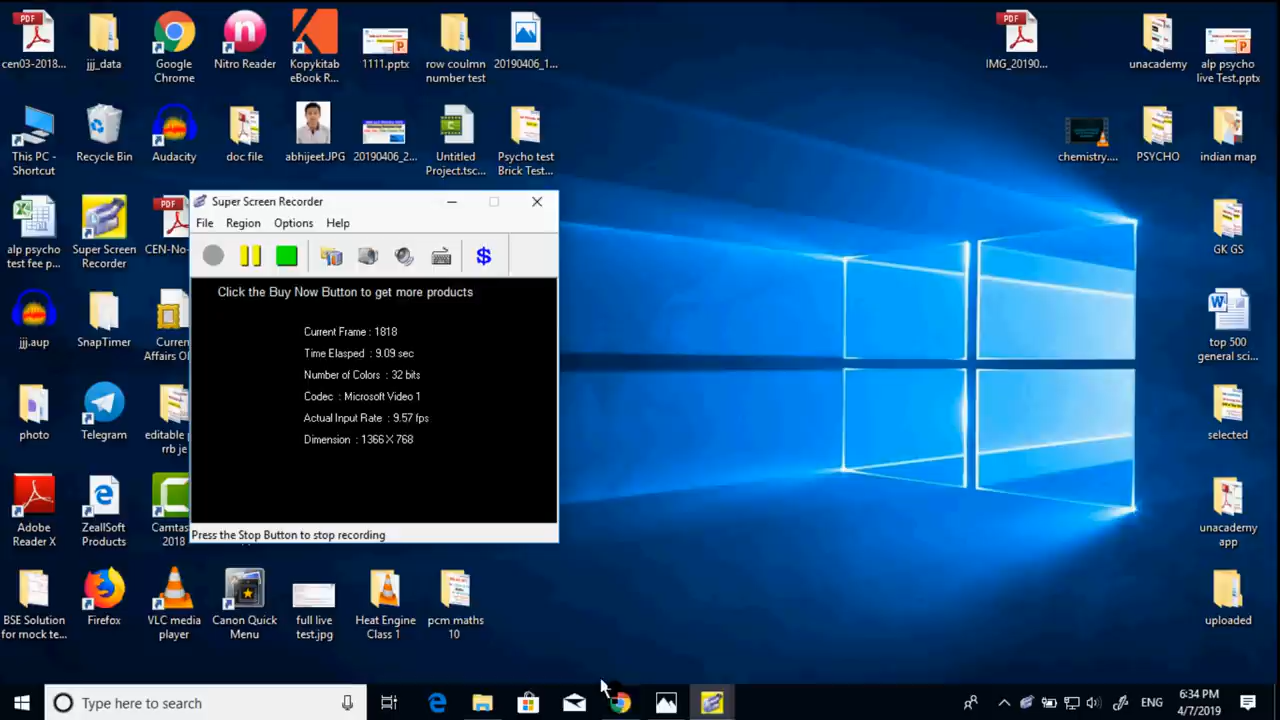 cen03-2018...
jjj_data
Google
Chrome
Nitro Reader
Kopykitab
eBook R...
1111.pptx
row coulmn
number test
20190406_1...
IMG_20190...
unacademy
alp psycho
live Test.pptx
This PC -
Shortcut
Recycle Bin
Audacity
doc file
abhijeet.JPG
20190406_2...
Untitled
Project.tsc...
Psycho test
Brick Test...
chemistry....
PSYCHO
indian map
alp psycho
test fee p...
Super Screen
Recorder
CEN-No-
Super Screen Recorder
File Region Options Help
$
Click the Buy Now Button to get more products
Current Frame : 1818
Time Elasped : 9.09 sec
Number of Colors : 32 bits
Codec : Microsoft Video 1
Actual Input Rate : 9.57 fps
Dimension : 1366 X 768
Press the Stop Button to stop recording
GK GS
jjj.aup
SnapTimer
Current
Affairs Of
top 500
general sci...
photo
Telegram
editable p
rrb je
selected
Adobe
Reader X
ZeallSoft
Products
Camtas
2018
unacademy
app
BSE Solution
for mock te...
Firefox
VLC media
player
Canon Quick
Menu
full live
test.jpg
Heat Engine
Class 1
pcm maths
10
uploaded
Type here to search
ENG
6:34 PM
4/7/2019